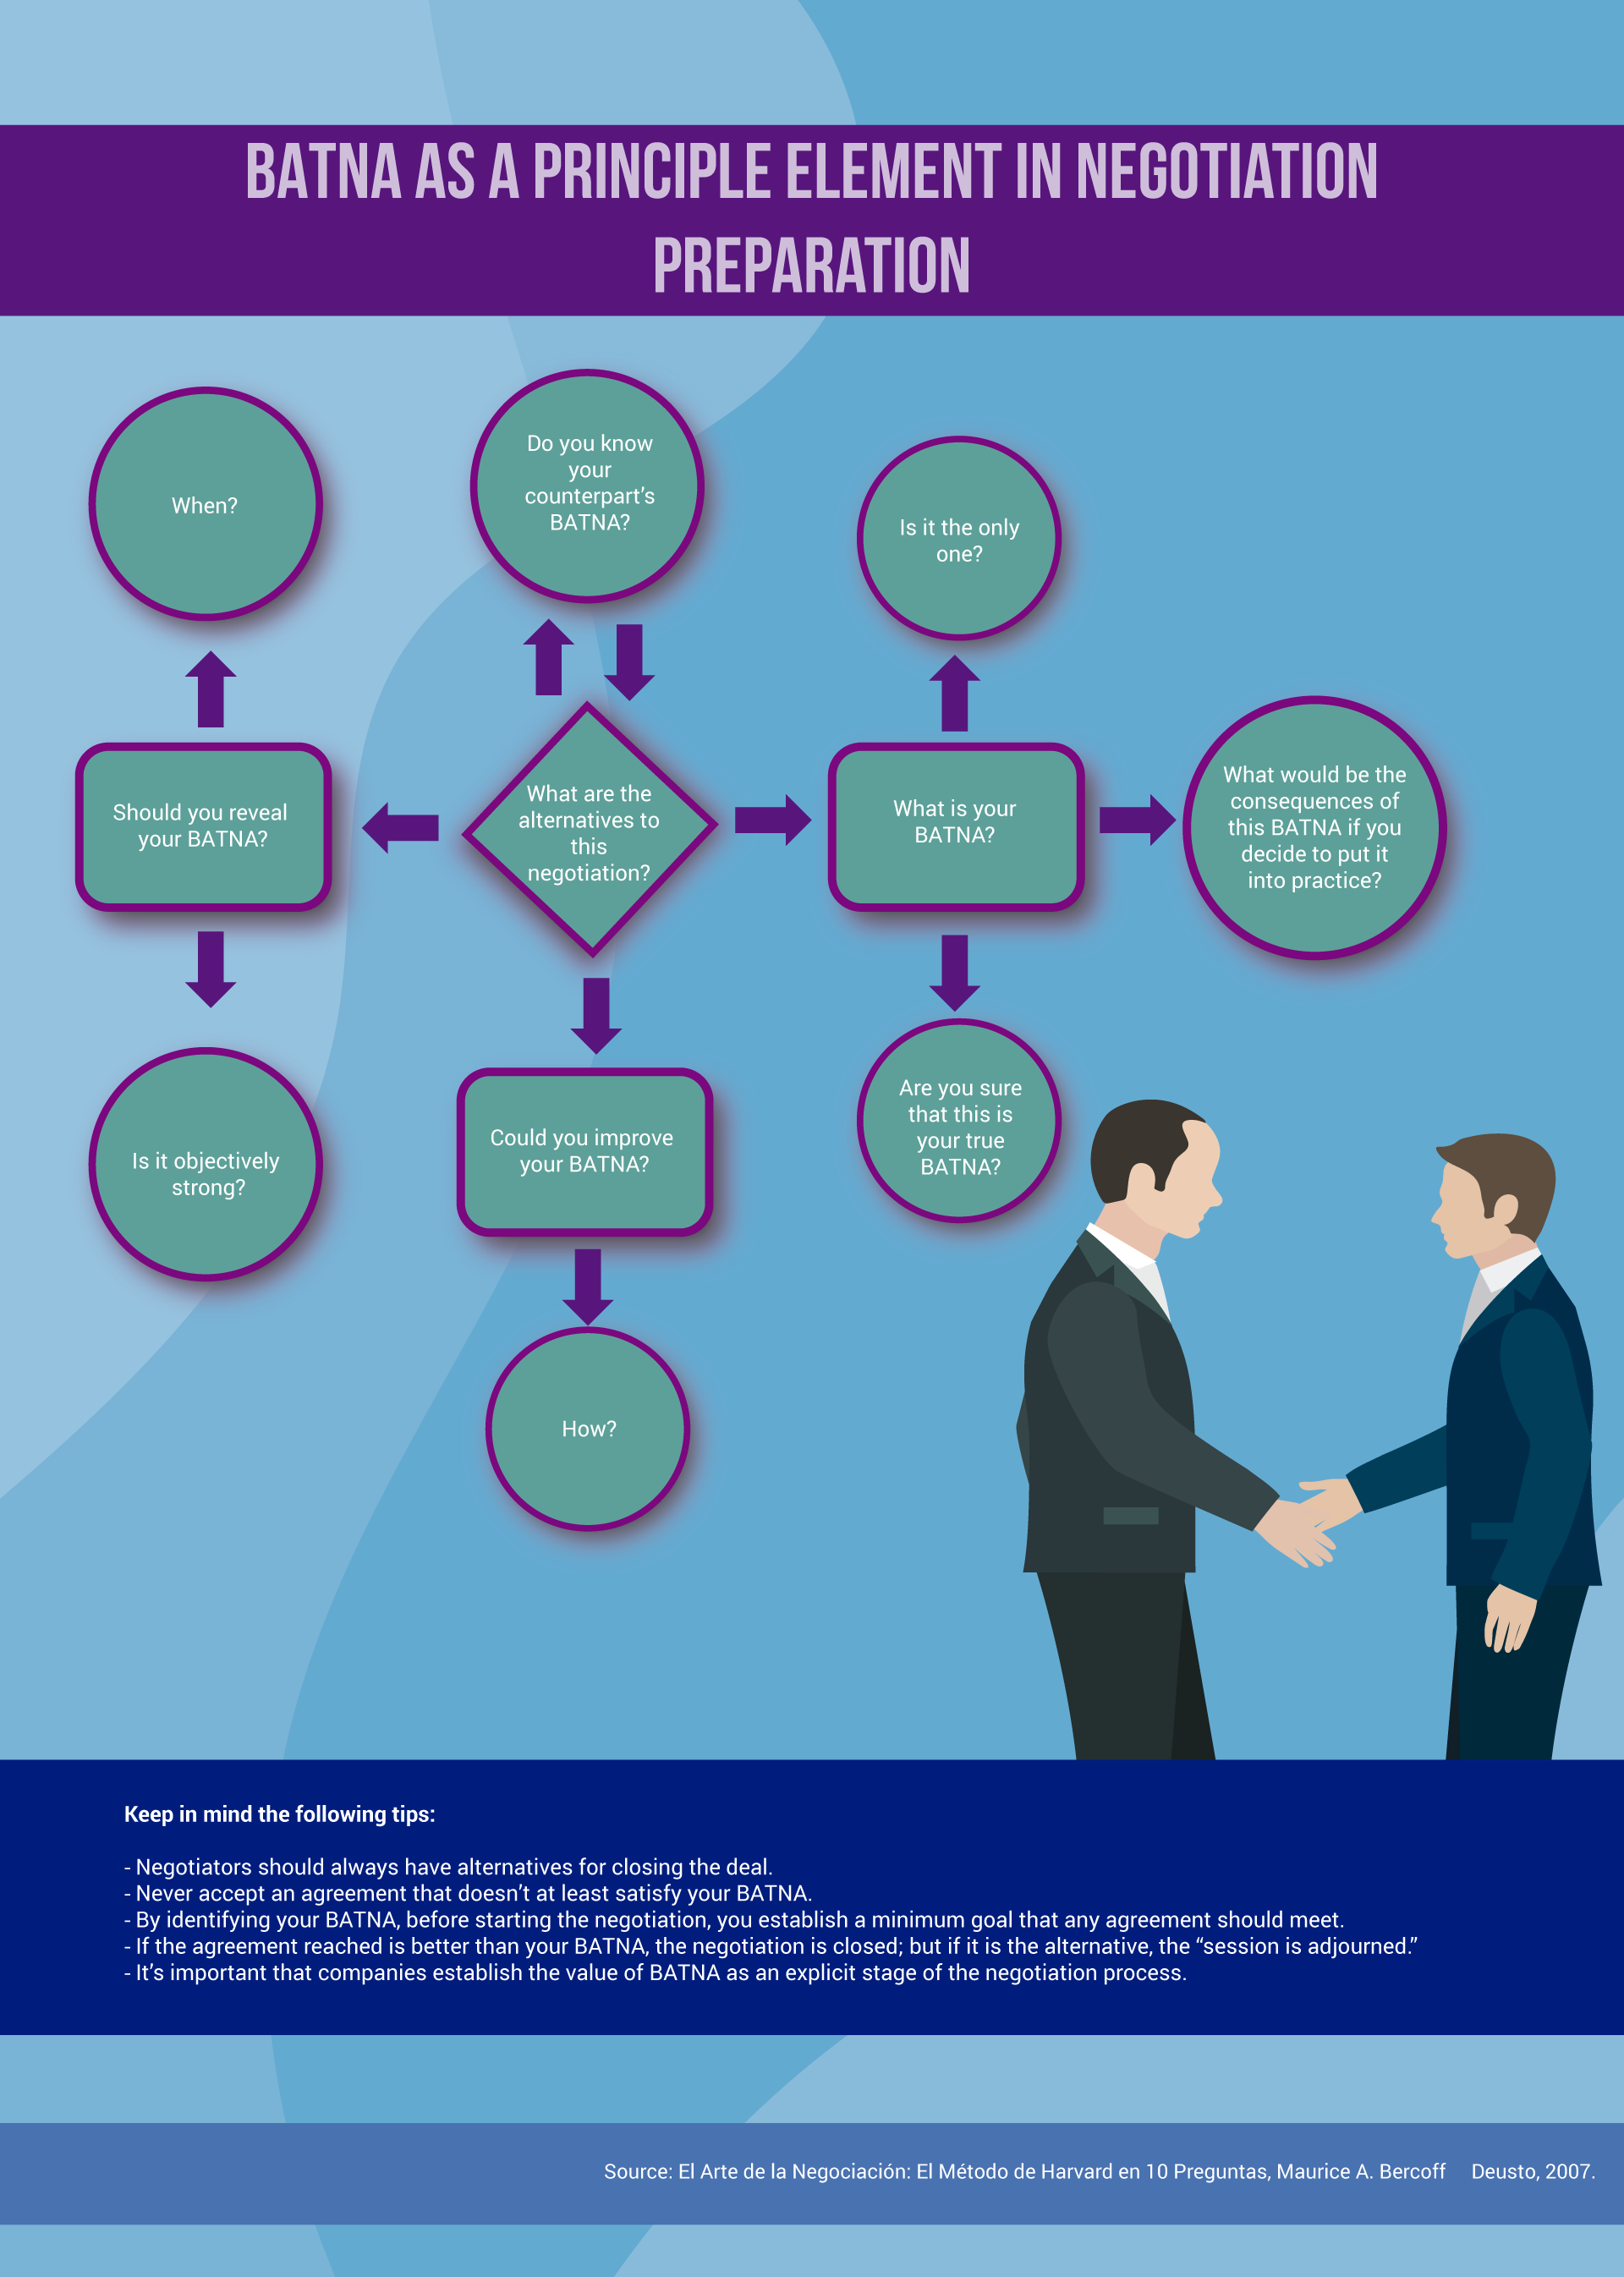 BATNA AS A PRINCIPLE ELEMENT IN NEGOTIATION
PREPARATION
When?
Do you know
your
counterpart’s
BATNA?
Is it the only
one?
Should you reveal
your BATNA?
What are the
alternatives to
this
negotiation?
What is your
BATNA?
What would be the
consequences of
this BATNA if you
decide to put it
into practice?
Is it objectively
strong?
Could you improve
your BATNA?
Are you sure
that this is
your true
BATNA?
How?
Keep in mind the following tips:
- Negotiators should always have alternatives for closing the deal.
- Never accept an agreement that doesn’t at least satisfy your BATNA.
- By identifying your BATNA, before starting the negotiation, you establish a minimum goal that any agreement should meet.
- If the agreement reached is better than your BATNA, the negotiation is closed; but if it is the alternative, the “session is adjourned.”
- It’s important that companies establish the value of BATNA as an explicit stage of the negotiation process.
Source: El Arte de la Negociación: El Método de Harvard en 10 Preguntas, Maurice A. Bercoff Deusto, 2007.